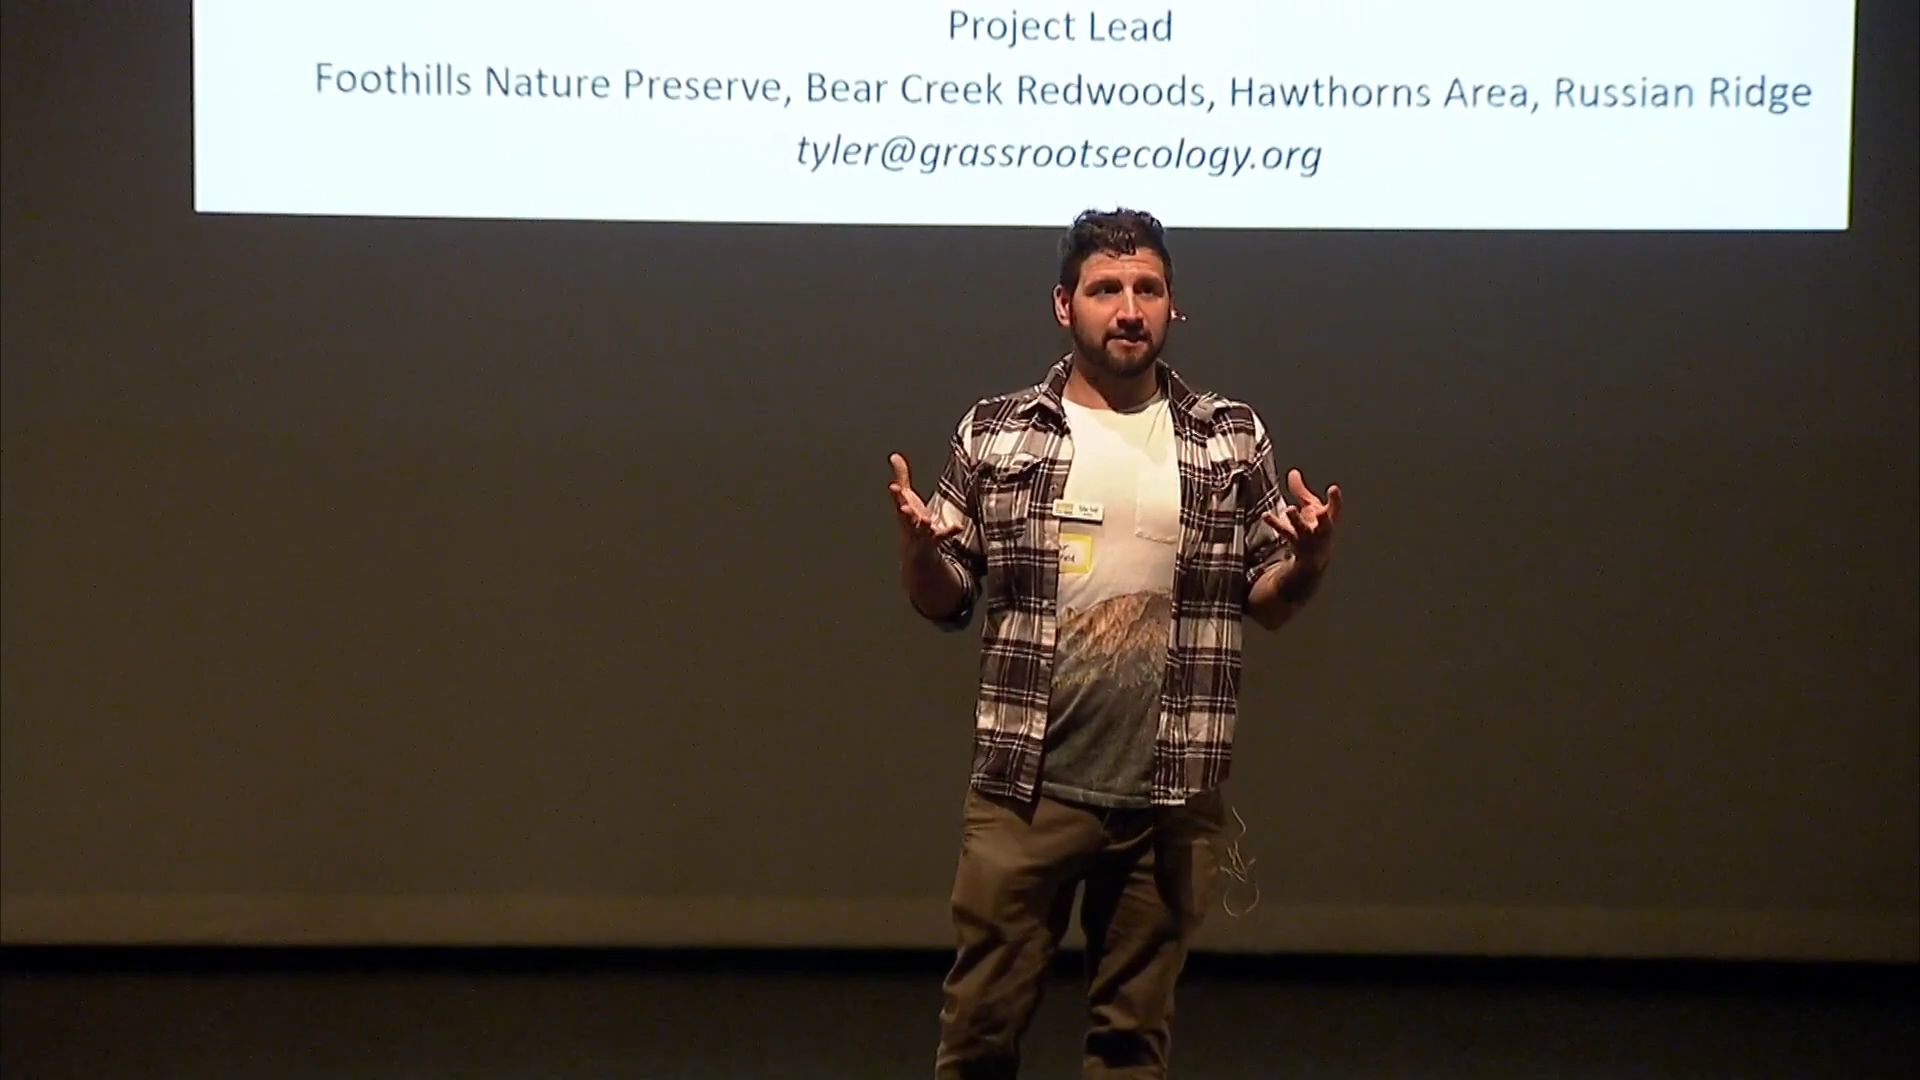 Project Lead
Foothills Nature Preserve, Bear Creek Redwoods, Hawthorns Area, Russian Ridge
tyler@grassrootsecology.org